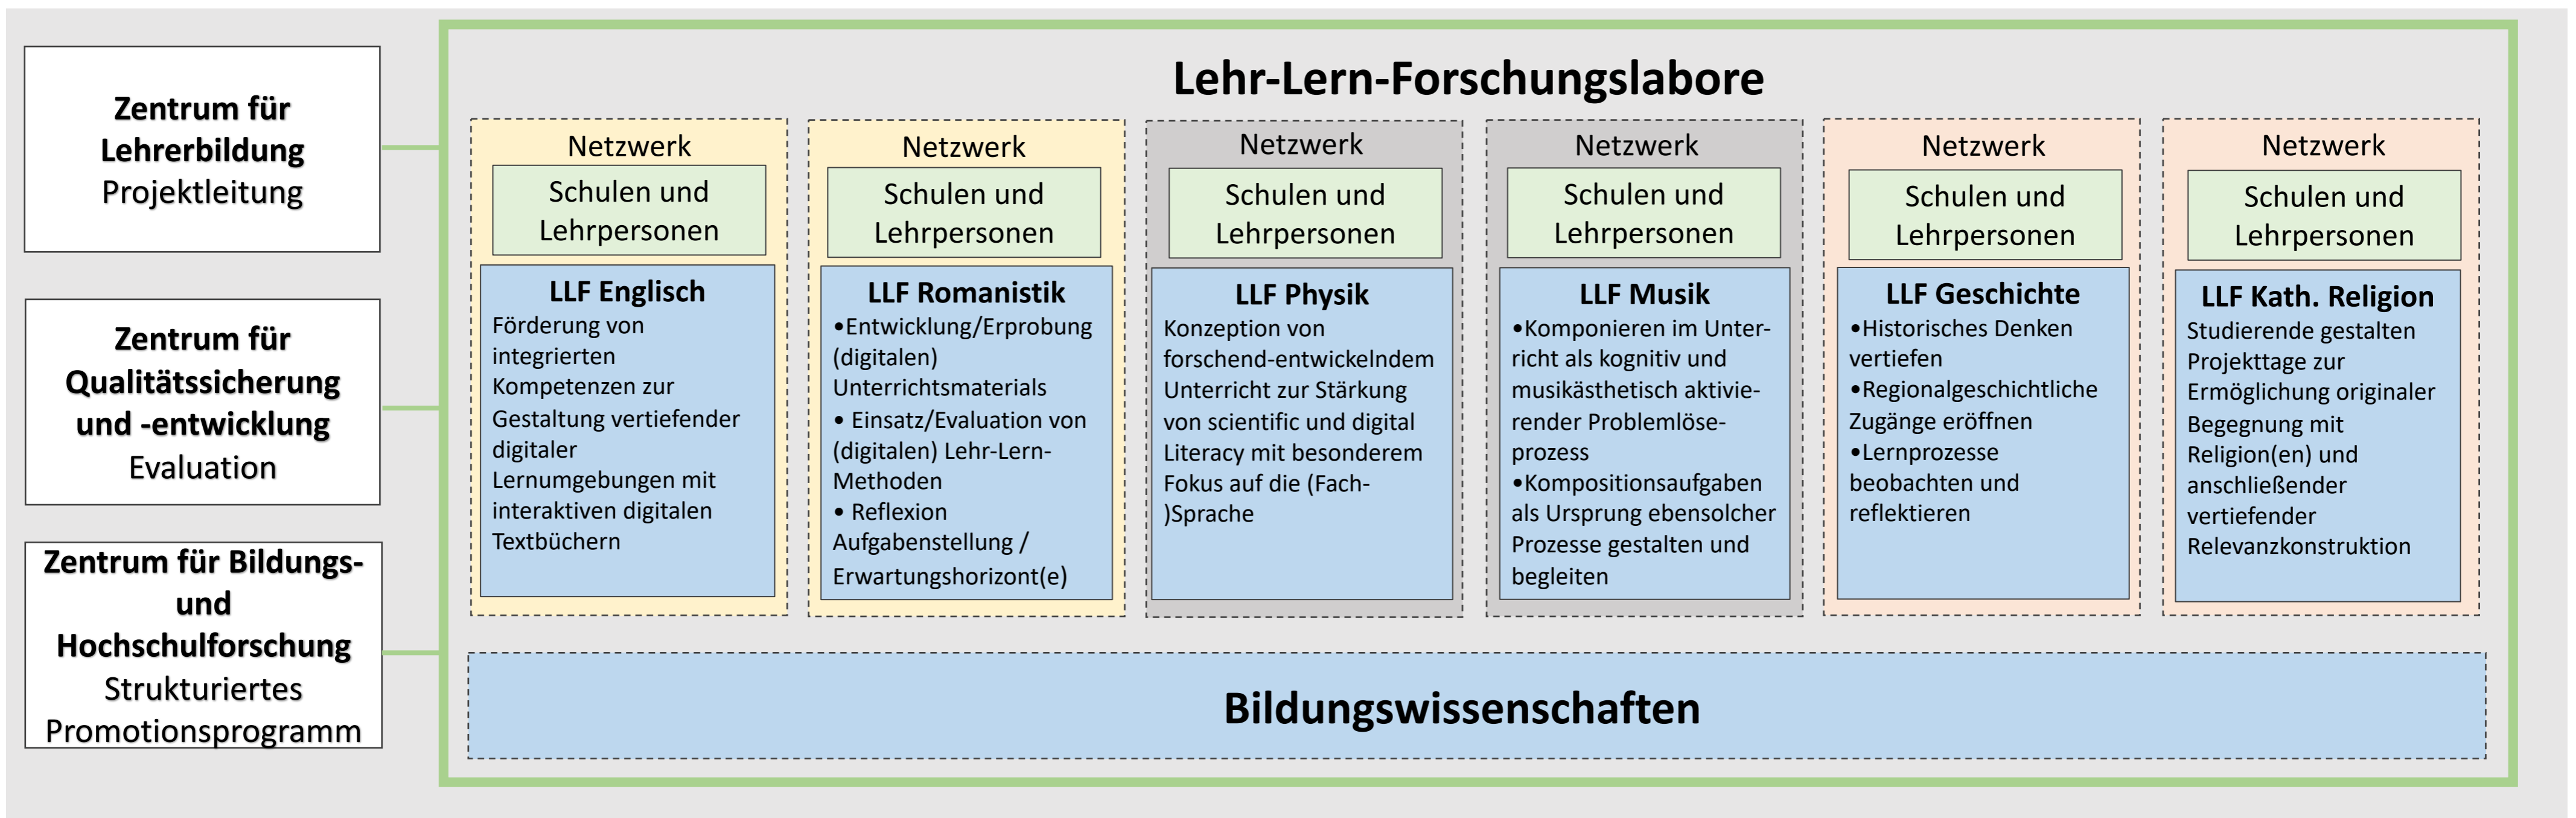 Zentrum für
Lehrerbildung
Projektleitung
Zentrum für
Qualitätssicherung
und -entwicklung
Evaluation
Zentrum für Bildungs-
und
Hochschulforschung
Strukturiertes
Promotionsprogramm
Lehr-Lern-Forschungslabore
Netzwerk
Schulen und
Lehrpersonen
LLF Englisch
Förderung von
integrierten
Kompetenzen zur
Gestaltung vertiefender
digitaler
Lernumgebungen mit
interaktiven digitalen
Textbüchern
Netzwerk
Schulen und
Lehrpersonen
LLF Romanistik
•Entwicklung/Erprobung
(digitalen)
Unterrichtsmaterials
• Einsatz/Evaluation von
(digitalen) Lehr-Lern-
Methoden
• Reflexion
Aufgabenstellung /
Erwartungshorizont(e)
Netzwerk
Schulen und
Lehrpersonen
LLF Physik
Konzeption von
forschend-entwickelndem
Unterricht zur Stärkung
von scientific und digital
Literacy mit besonderem
Fokus auf die (Fach-
)Sprache
Netzwerk
Schulen und
Lehrpersonen
LLF Musik
•Komponieren im Unter-
richt als kognitiv und
musikästhetisch aktivie-
render Problemlöse-
prozess
•Kompositionsaufgaben
als Ursprung ebensolcher
Prozesse gestalten und
begleiten
Netzwerk
Schulen und
Lehrpersonen
LLF Geschichte
•Historisches Denken
vertiefen
•Regionalgeschichtliche
Zugänge eröffnen
•Lernprozesse
beobachten und
reflektieren
Netzwerk
Schulen und
Lehrpersonen
LLF Kath. Religion
Studierende gestalten
Projekttage zur
Ermöglichung originaler
Begegnung mit
Religion(en) und
anschließender
vertiefender
Relevanzkonstruktion
Bildungswissenschaften